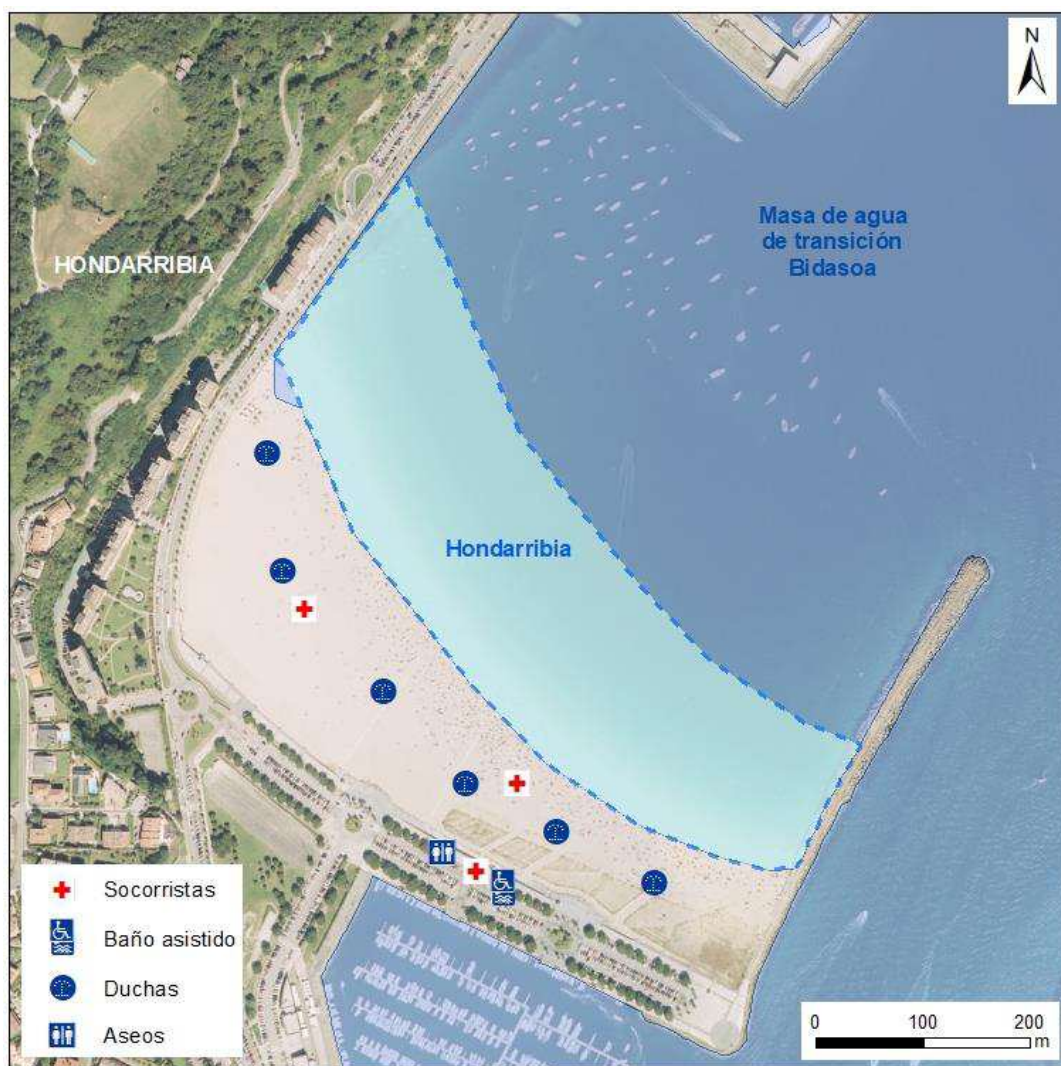 N
Masa de agua
de transición
Bidasoa
HONDARRIBIA
Hondarribia
Socorristas
Baño asistido
Duchas
Aseos
0 100 200
m